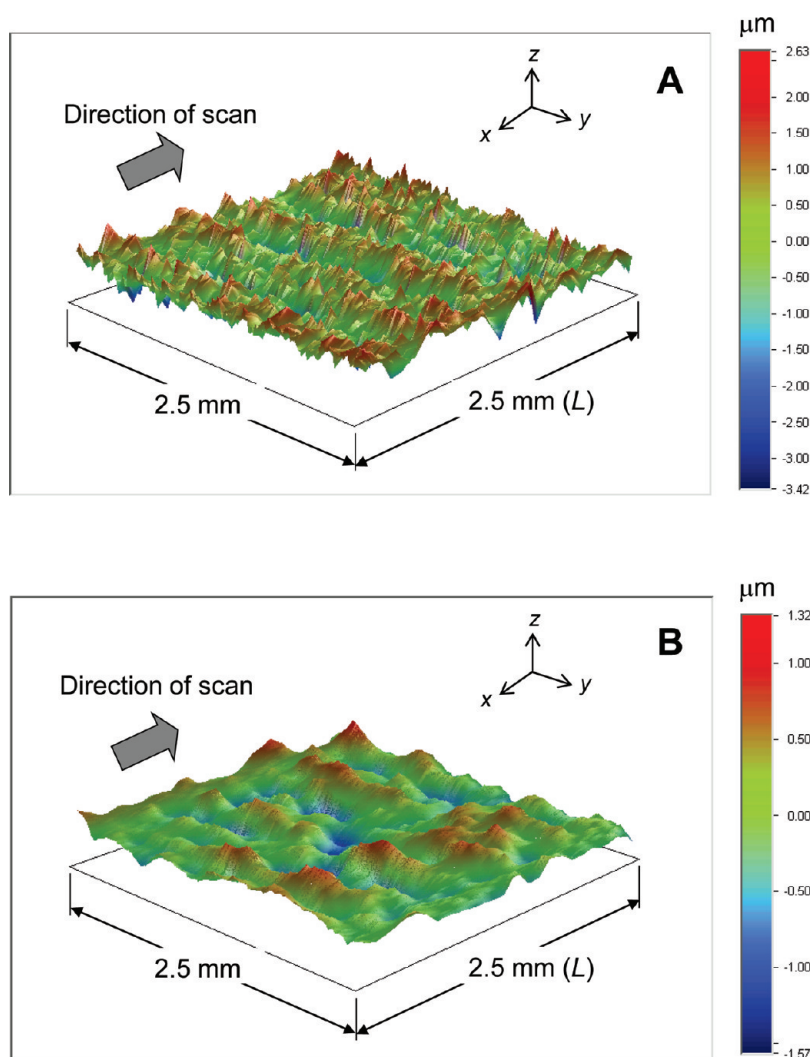 μm
A
z
x
y
Direction of scan
2.5 mm
2.5 mm (L)
2.63
2.00
1.50
1.00
0.50
0.00
-0.50
-1.00
-1.50
-2.00
-2.50
-3.00
-3.42
μm
B
z
x
y
Direction of scan
2.5 mm
2.5 mm (L)
1.32
1.00
0.50
0.00
-0.50
-1.00
-1.57